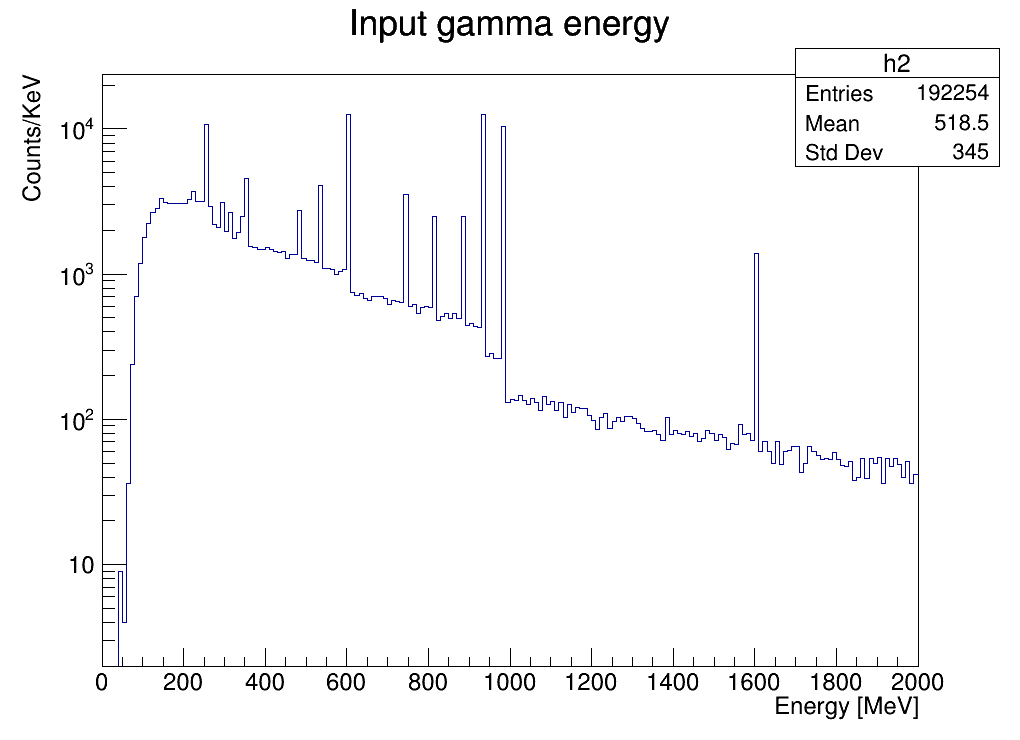 Input gamma energy
h2
Entries 192254
Mean 518.5
Std Dev 345
Counts/KeV
10^4
10^3
10^2
10
0 200 400 600 800 1000 1200 1400 1600 1800 2000
Energy [MeV]